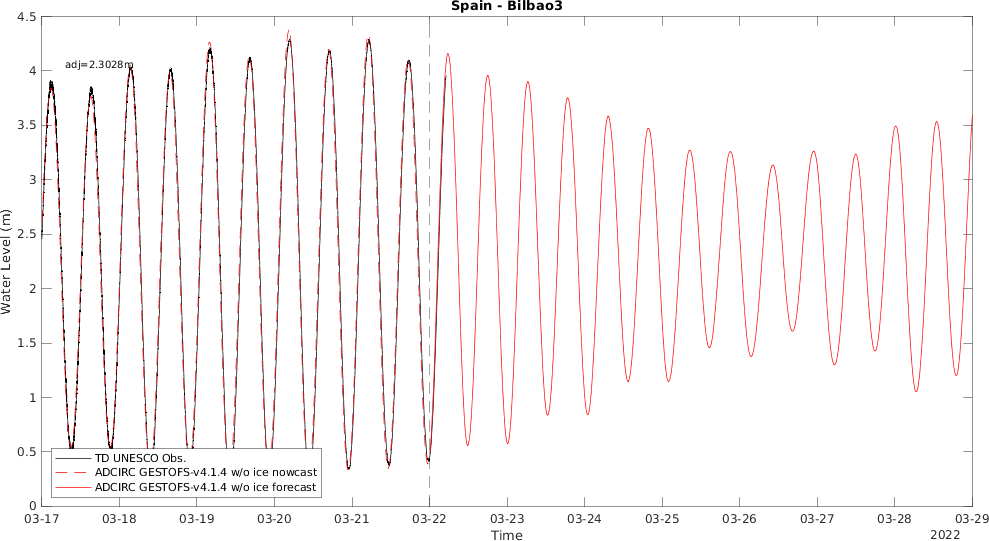 Spain - Bilbao3
4.5
4
3.5
3
2.5
2
1.5
1
0.5
0
Water Level (m)
adj=2.3028m
TD UNESCO Obs.
ADCIRC GESTOFS-v4.1.4 w/o ice nowcast
ADCIRC GESTOFS-v4.1.4 w/o ice forecast
03-17 03-18 03-19 03-20 03-21 03-22 03-23 03-24 03-25 03-26 03-27 03-28 03-29
Time
2022